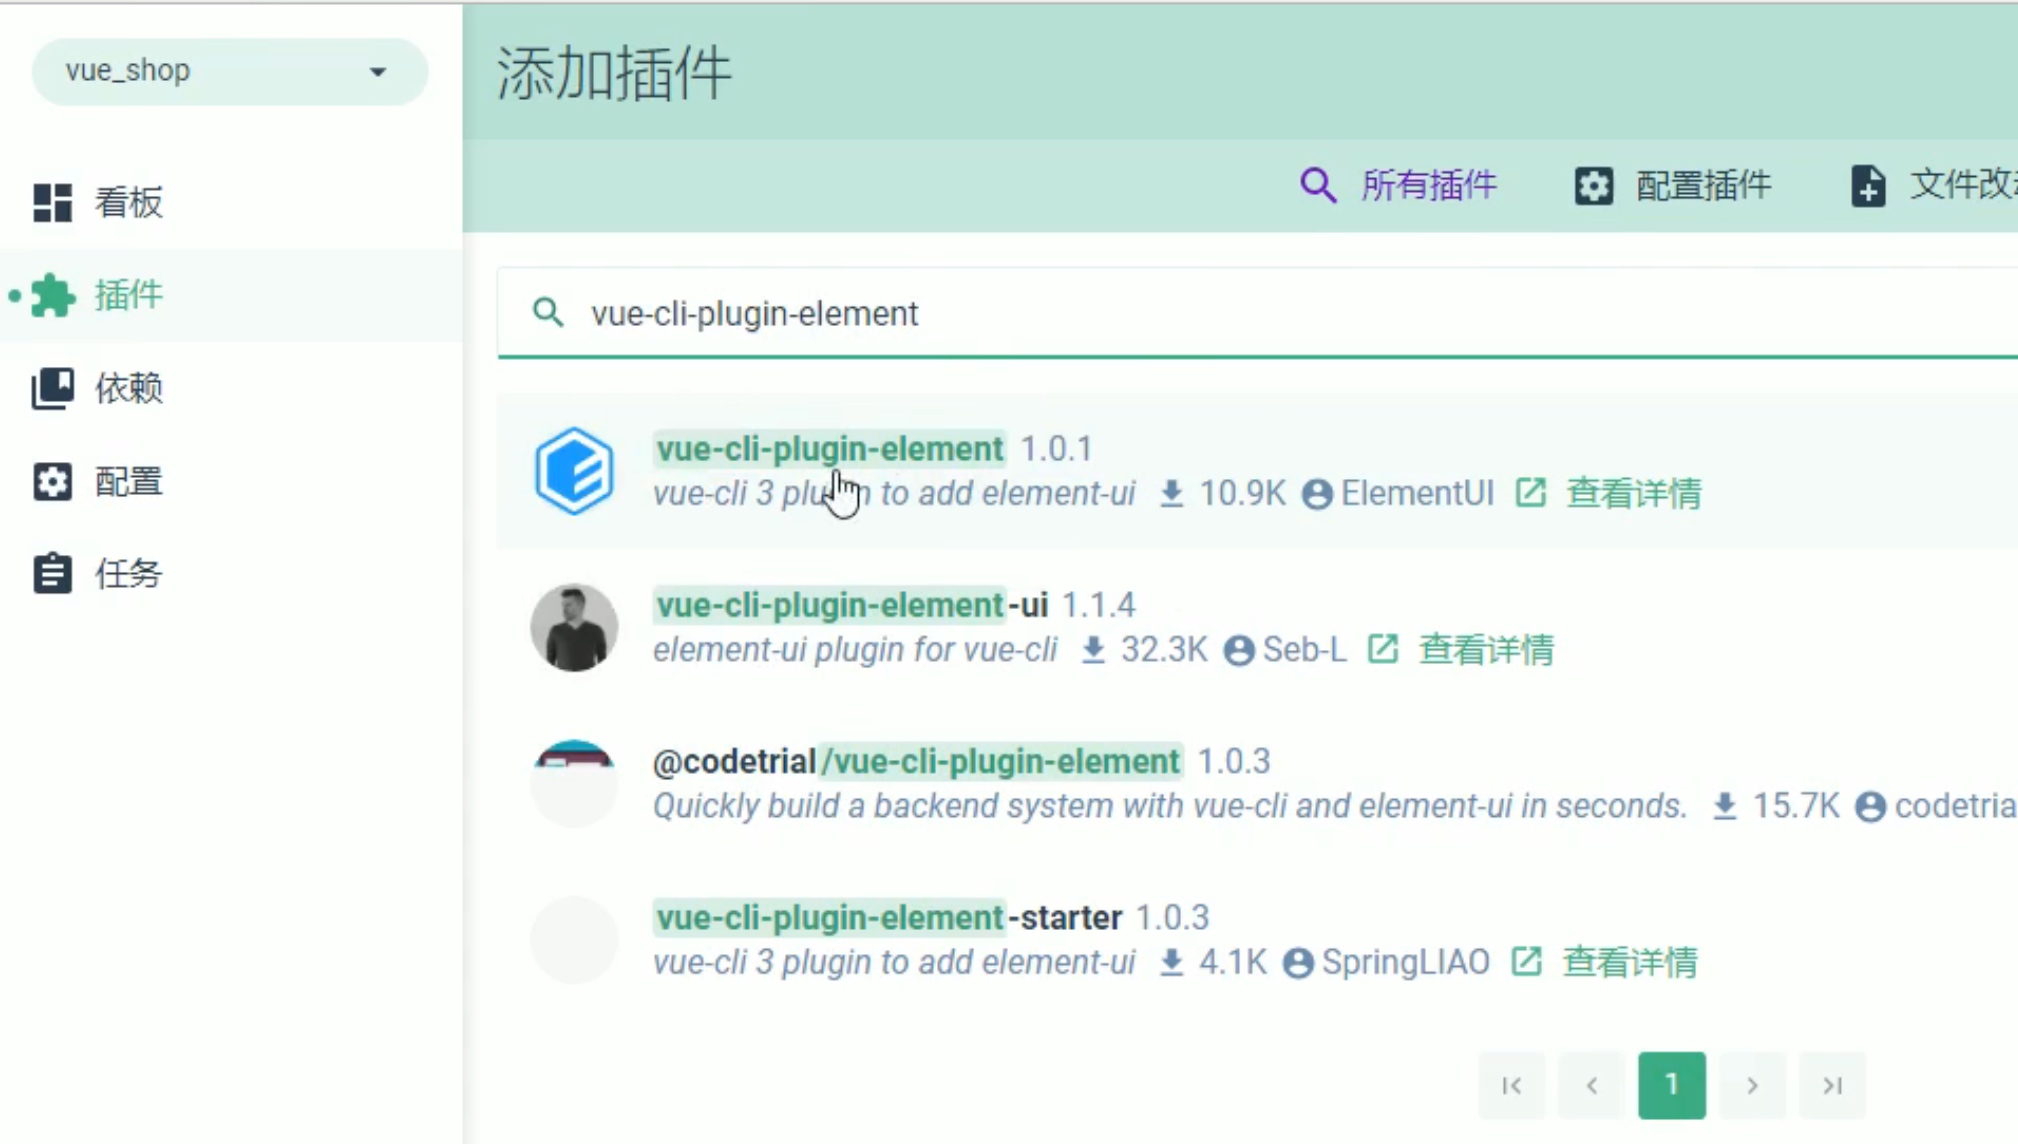 vue_shop
看板
插件
依赖
配置
任务
添加插件
所有插件 配置插件 文件改
vue-cli-plugin-element
vue-cli-plugin-element 1.0.1
vue-cli 3 plugin to add element-ui 10.9K ElementUI 查看详情
vue-cli-plugin-element-ui 1.1.4
element-ui plugin for vue-cli 32.3K Seb-L 查看详情
@codetrial/vue-cli-plugin-element 1.0.3
Quickly build a backend system with vue-cli and element-ui in seconds. 15.7K codetria
vue-cli-plugin-element-starter 1.0.3
vue-cli 3 plugin to add element-ui 4.1K SpringLIAO 查看详情
1